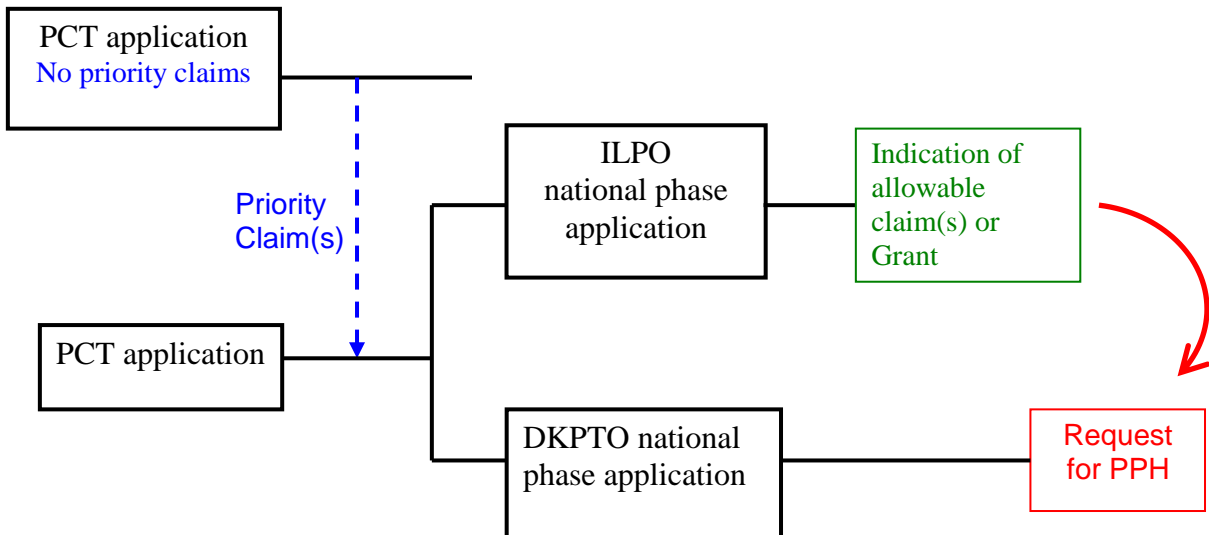 PCT application
No priority claims
Priority
Claim(s)
ILPO
national phase
application
Indication of
allowable
claim(s) or
Grant
PCT application
DKPTO national
phase application
Request
for PPH